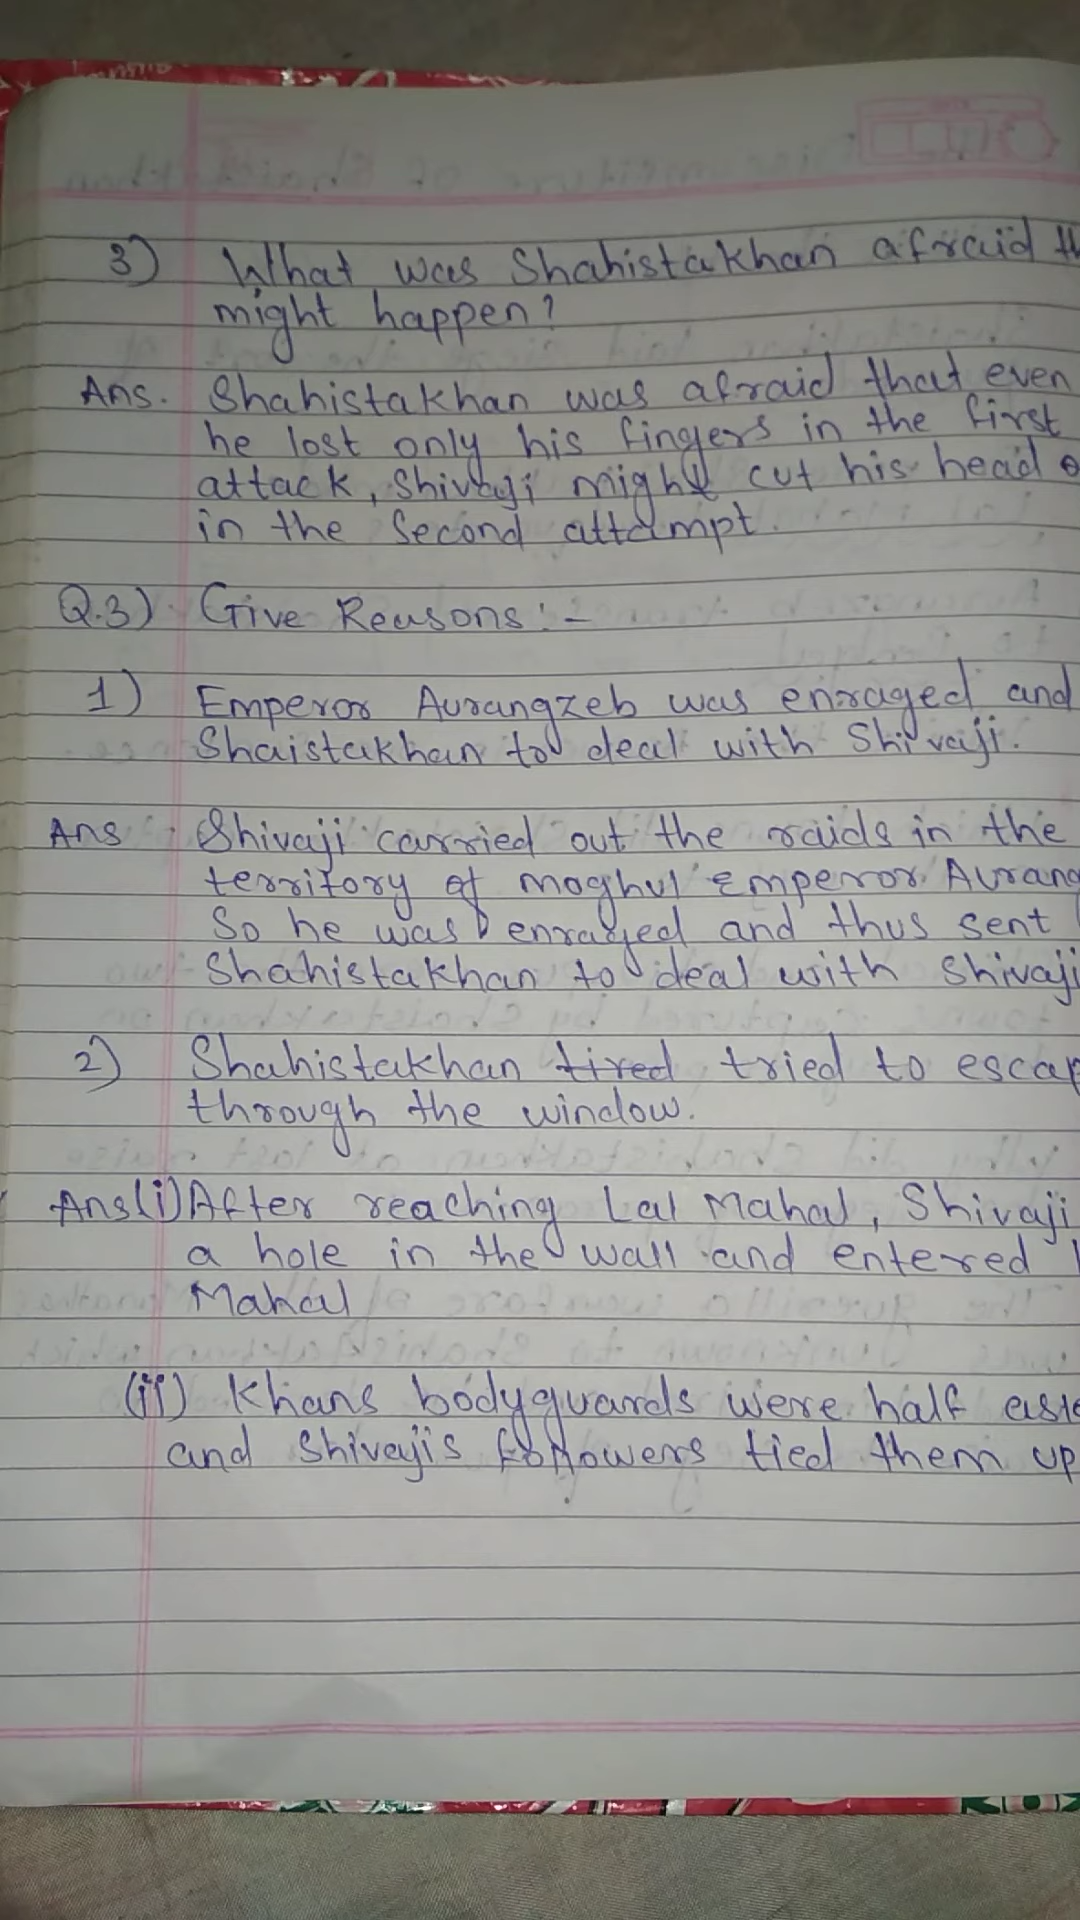 3) What was Shahistakhan afraid
might happen?
Ans. Shahistakhan was afraid that even
he lost only his fingers in the first
attack, Shivaji might cut his head
in the Second attampt.
Q.3) Give Reasons:-
1) Emperor Aurangzeb was enraged and
Shaistakhan to deal with Shivaji.
Ans : Shivaji carried out the raids in the
territory of moghul Emperor Aurang
So he was enraged and thus sent
Shahistakhan to deal with Shivaji
2) Shahistakhan tired tried to escap
through the window.
Ans(i) After reaching Lal Mahal, Shivaji
a hole in the wall and entered
Mahal
(ii) Khans bodyguards were half asle
and Shivajis followers tied them up